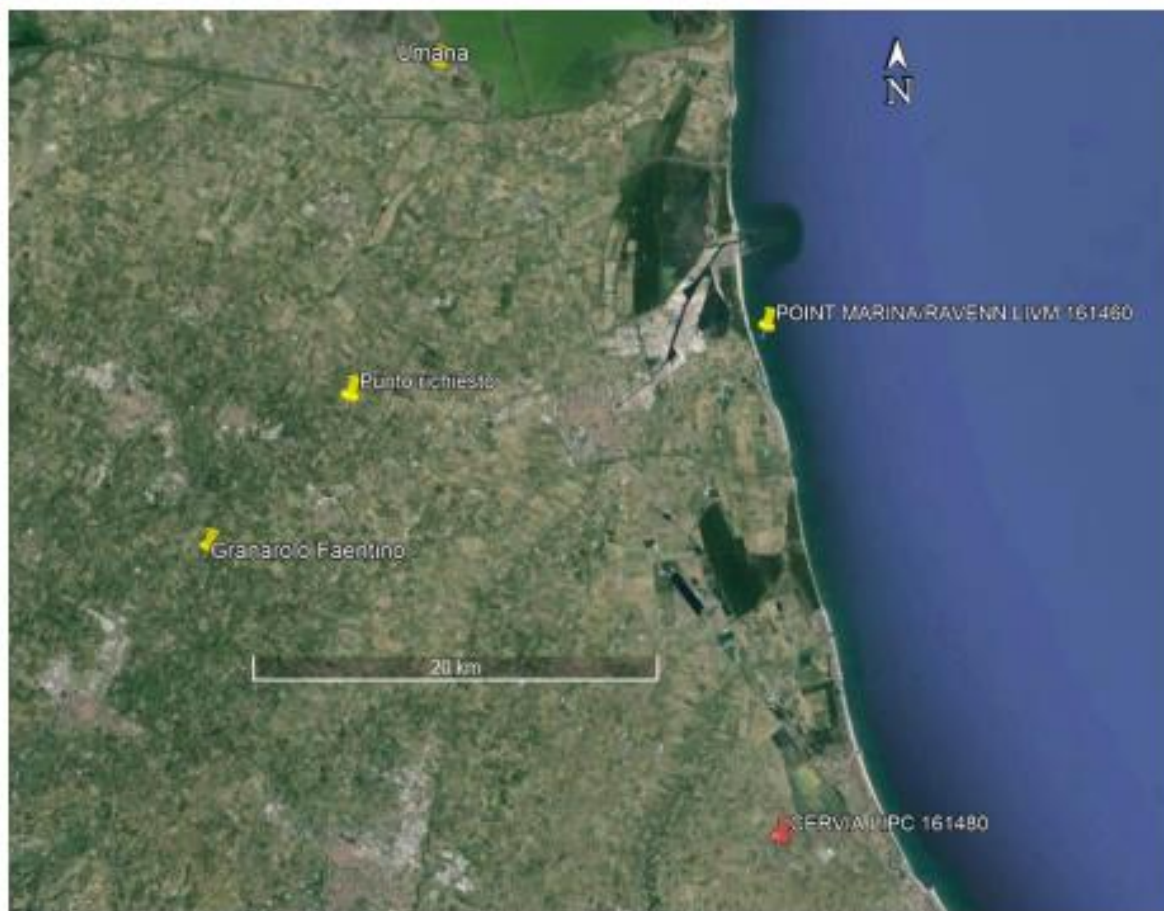 Umana
N
POINT MARINA/RAVENN LIVM 161460
Punto richiesto
Granarolo Faentino
20 km
CERVIA LIPC 161480